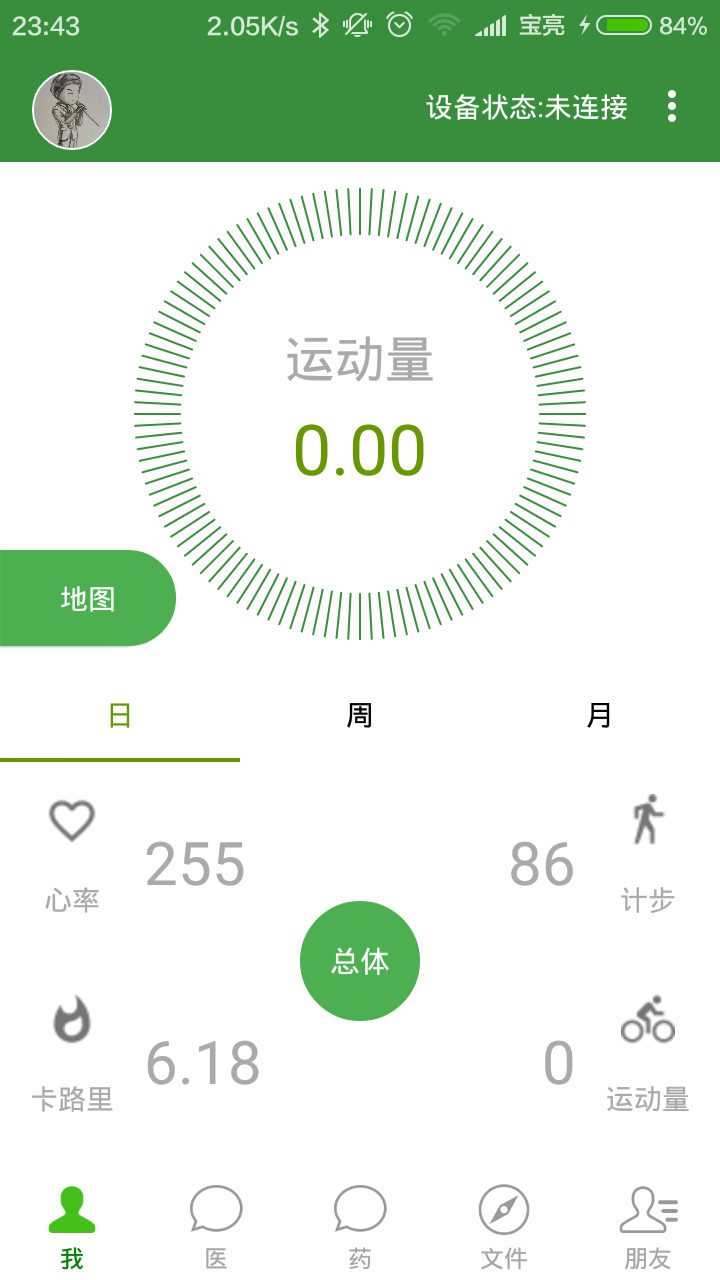 23:43 2.05K/s 宝亮 84%
设备状态:未连接
运动量
0.00
地图
日 周 月
255 86
心率 计步
总体
6.18 0
卡路里 运动量
我 医 药 文件 朋友